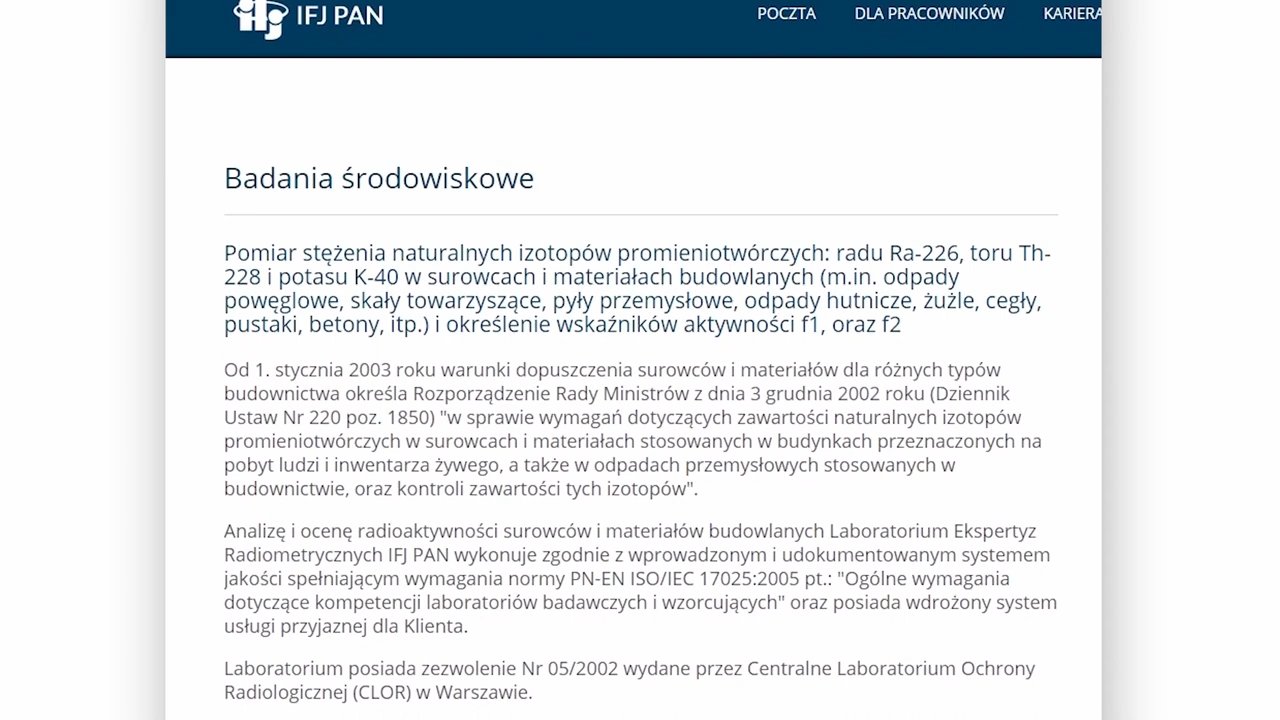 ifj IFJ PAN
POCZTA DLA PRACOWNIKÓW KARIERA
Badania środowiskowe
Pomiar stężenia naturalnych izotopów promieniotwórczych: radu Ra-226, toru Th-
228 i potasu K-40 w surowcach i materiałach budowlanych (m.in. odpady
powęglowe, skały towarzyszące, pyły przemysłowe, odpady hutnicze, żużle, cegły,
pustaki, betony, itp.) i określenie wskaźników aktywności f1, oraz f2
Od 1. stycznia 2003 roku warunki dopuszczenia surowców i materiałów dla różnych typów
budownictwa określa Rozporządzenie Rady Ministrów z dnia 3 grudnia 2002 roku (Dziennik
Ustaw Nr 220 poz. 1850) "w sprawie wymagań dotyczących zawartości naturalnych izotopów
promieniotwórczych w surowcach i materiałach stosowanych w budynkach przeznaczonych na
pobyt ludzi i inwentarza żywego, a także w odpadach przemysłowych stosowanych w
budownictwie, oraz kontroli zawartości tych izotopów".
Analizę i ocenę radioaktywności surowców i materiałów budowlanych Laboratorium Ekspertyz
Radiometrycznych IFJ PAN wykonuje zgodnie z wprowadzonym i udokumentowanym systemem
jakości spełniającym wymagania normy PN-EN ISO/IEC 17025:2005 pt.: "Ogólne wymagania
dotyczące kompetencji laboratoriów badawczych i wzorcujących" oraz posiada wdrożony system
usługi przyjaznej dla Klienta.
Laboratorium posiada zezwolenie Nr 05/2002 wydane przez Centralne Laboratorium Ochrony
Radiologicznej (CLOR) w Warszawie.